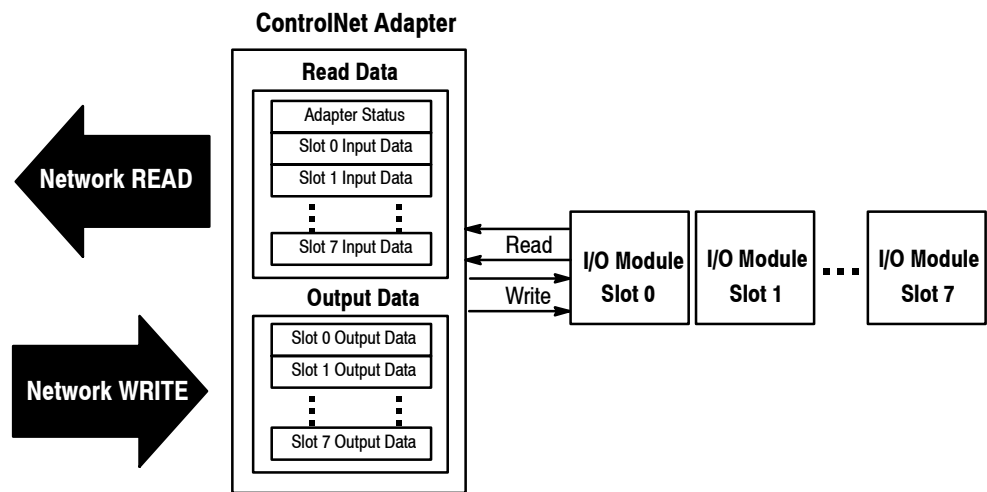 ControlNet Adapter
Read Data
Adapter Status
Slot 0 Input Data
Slot 1 Input Data
Slot 7 Input Data
Network READ
Read
Write
I/O Module
Slot 0
I/O Module
Slot 1
I/O Module
Slot 7
Output Data
Slot 0 Output Data
Slot 1 Output Data
Slot 7 Output Data
Network WRITE